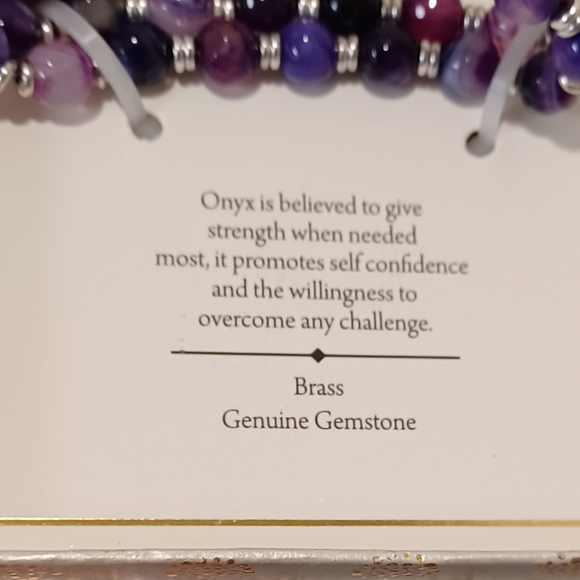 Onyx is believed to give
strength when needed
most, it promotes self confidence
and the willingness to
overcome any challenge.
Brass
Genuine Gemstone